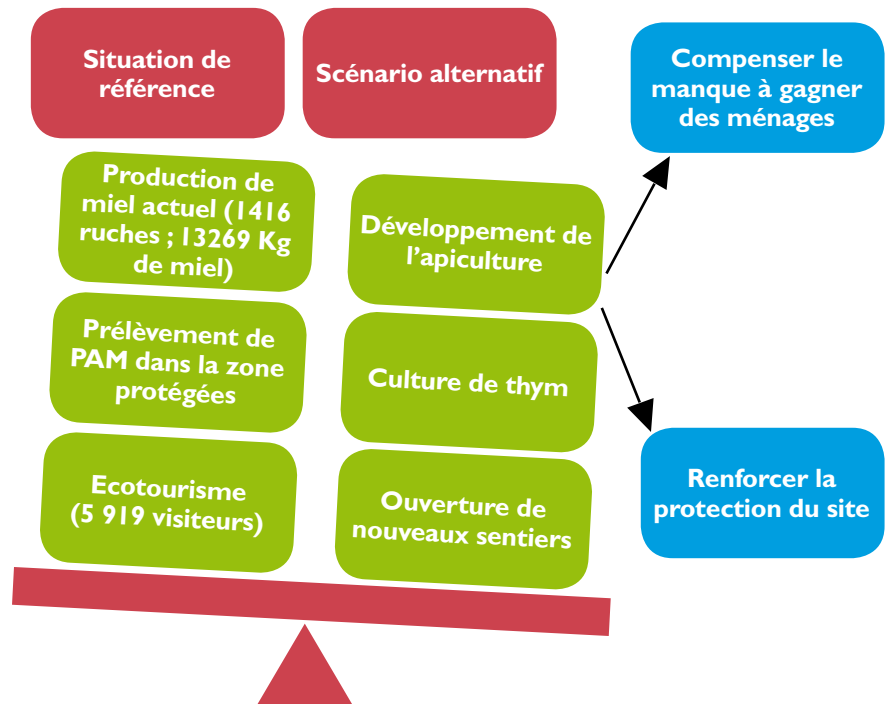 Situation de
référence
Scénario alternatif
Compenser le
manque à gagner
des ménages
Production de
miel actuel (1416
ruches ; 13269 Kg
de miel)
Développement de
l'apiculture
Prélèvement de
PAM dans la zone
protégées
Culture de thym
Ecotourisme
(5 919 visiteurs)
Ouverture de
nouveaux sentiers
Renforcer la
protection du site